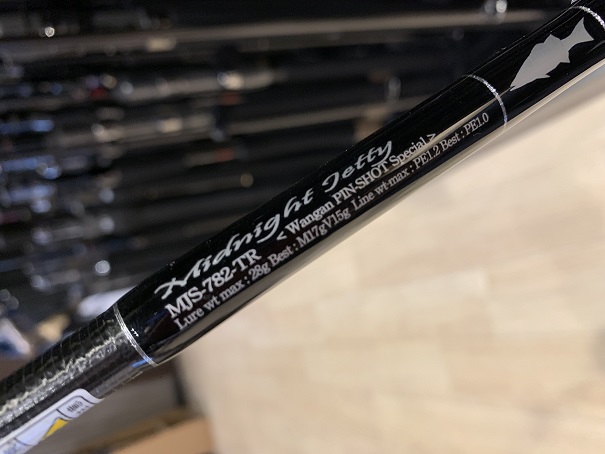 Midnight Jetty
MJS-782-TR < Wangan PIN-SHOT Special >
Lure wt max : 28g Best : M17gV15g Line wt-max : PE1.2 Best : PE1.0